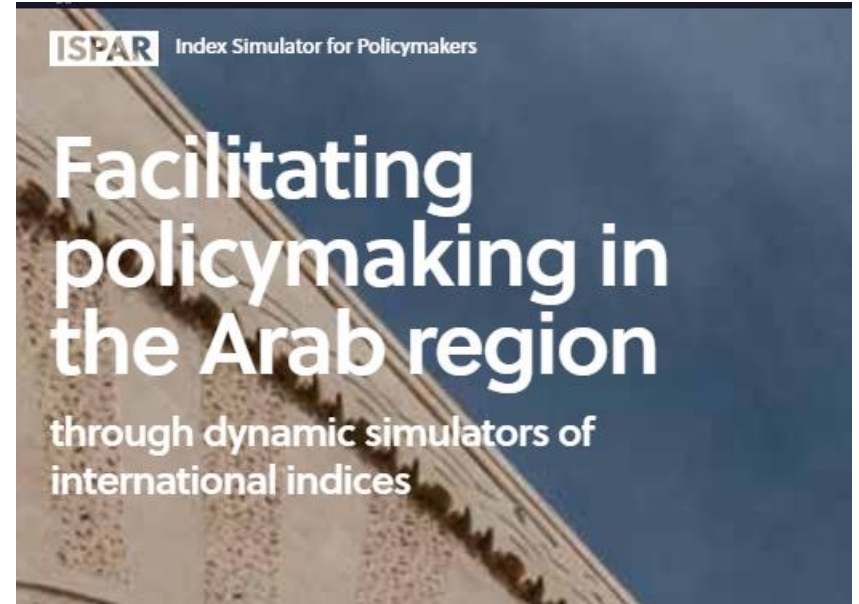 ISPAR Index Simulator for Policymakers
Facilitating
policymaking in
the Arab region
through dynamic simulators of
international indices